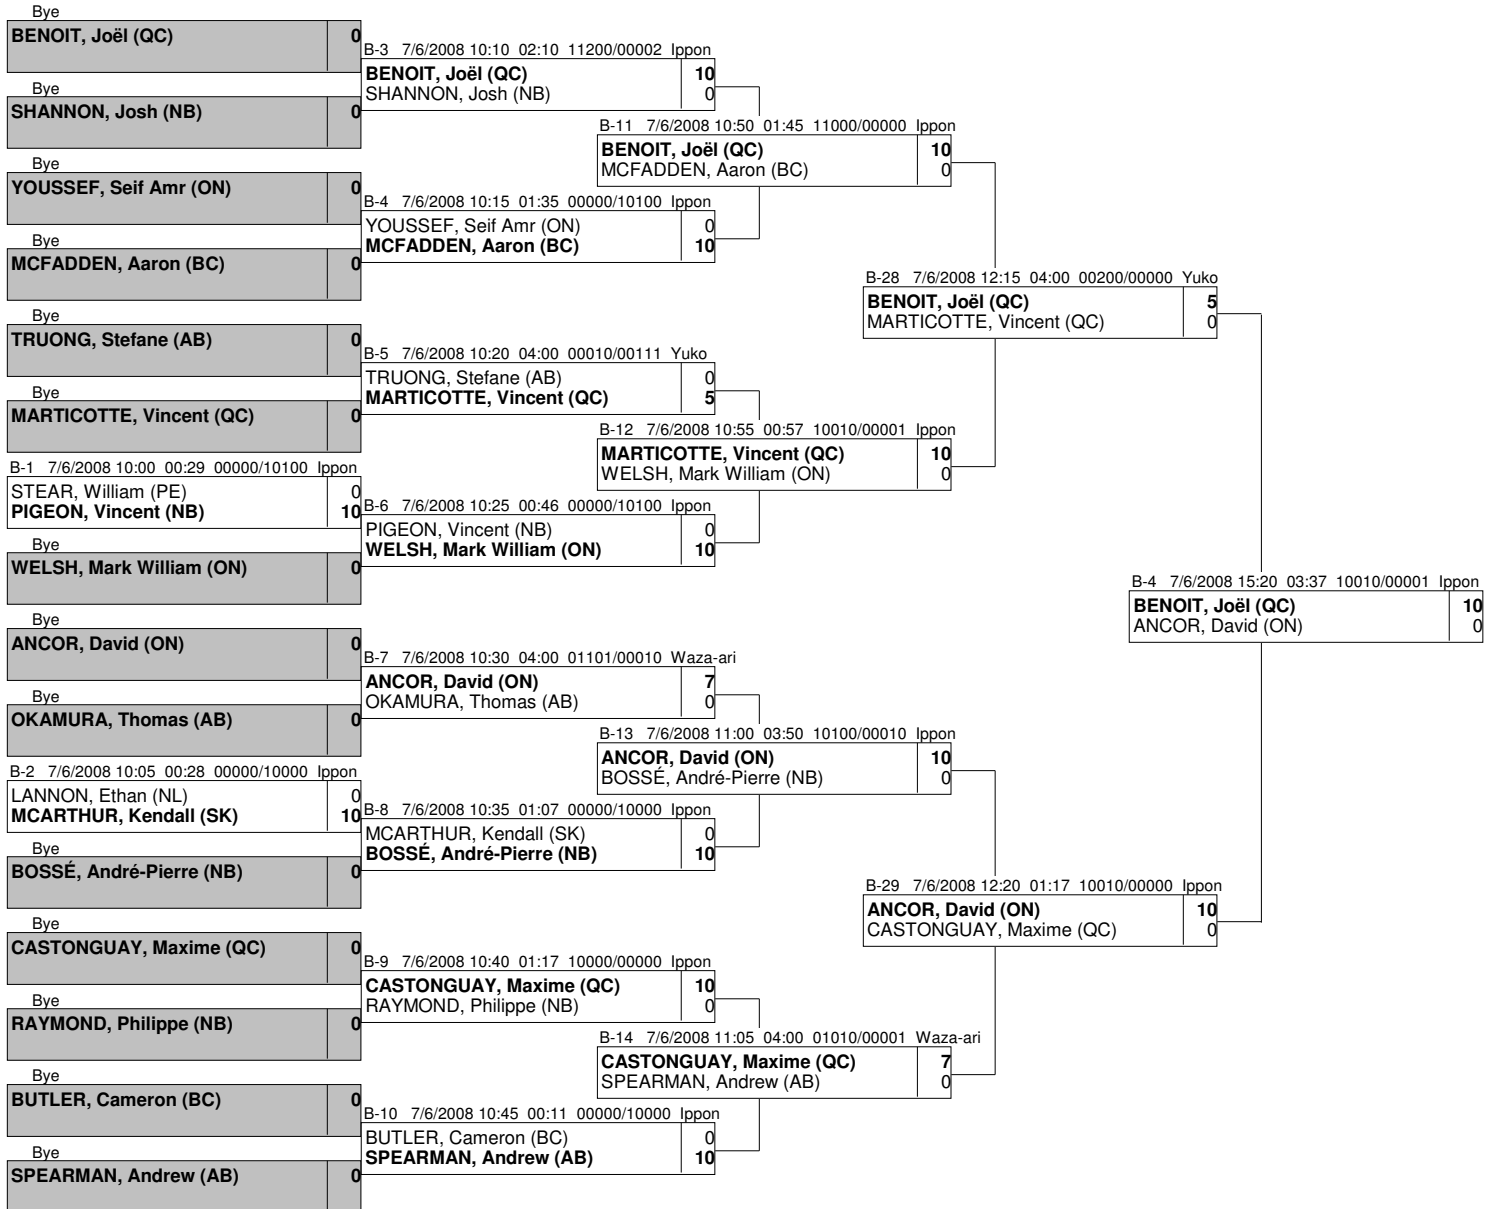 Bye
BENOIT, Joël (QC) 0
Bye
SHANNON, Josh (NB) 0
Bye
YOUSSEF, Seif Amr (ON) 0
Bye
MCFADDEN, Aaron (BC) 0
Bye
TRUONG, Stefane (AB) 0
Bye
MARTICOTTE, Vincent (QC) 0
B-1 7/6/2008 10:00 00:29 00000/10100 Ippon
STEAR, William (PE) 0
PIGEON, Vincent (NB) 10
Bye
WELSH, Mark William (ON) 0
Bye
ANCOR, David (ON) 0
Bye
OKAMURA, Thomas (AB) 0
B-2 7/6/2008 10:05 00:28 00000/10000 Ippon
LANNON, Ethan (NL) 0
MCARTHUR, Kendall (SK) 10
Bye
BOSSÉ, André-Pierre (NB) 0
Bye
CASTONGUAY, Maxime (QC) 0
Bye
RAYMOND, Philippe (NB) 0
Bye
BUTLER, Cameron (BC) 0
Bye
SPEARMAN, Andrew (AB) 0
B-3 7/6/2008 10:10 02:10 11200/00002 Ippon
BENOIT, Joël (QC) 10
SHANNON, Josh (NB) 0
B-4 7/6/2008 10:15 01:35 00000/10100 Ippon
YOUSSEF, Seif Amr (ON) 0
MCFADDEN, Aaron (BC) 10
B-5 7/6/2008 10:20 04:00 00010/00111 Yuko
TRUONG, Stefane (AB) 0
MARTICOTTE, Vincent (QC) 5
B-6 7/6/2008 10:25 00:46 00000/10100 Ippon
PIGEON, Vincent (NB) 0
WELSH, Mark William (ON) 10
B-7 7/6/2008 10:30 04:00 01101/00010 Waza-ari
ANCOR, David (ON) 7
OKAMURA, Thomas (AB) 0
B-8 7/6/2008 10:35 01:07 00000/10000 Ippon
MCARTHUR, Kendall (SK) 0
BOSSÉ, André-Pierre (NB) 10
B-9 7/6/2008 10:40 01:17 10000/00000 Ippon
CASTONGUAY, Maxime (QC) 10
RAYMOND, Philippe (NB) 0
B-10 7/6/2008 10:45 00:11 00000/10000 Ippon
BUTLER, Cameron (BC) 0
SPEARMAN, Andrew (AB) 10
B-11 7/6/2008 10:50 01:45 11000/00000 Ippon
BENOIT, Joël (QC) 10
MCFADDEN, Aaron (BC) 0
B-12 7/6/2008 10:55 00:57 10010/00001 Ippon
MARTICOTTE, Vincent (QC) 10
WELSH, Mark William (ON) 0
B-13 7/6/2008 11:00 03:50 10100/00010 Ippon
ANCOR, David (ON) 10
BOSSÉ, André-Pierre (NB) 0
B-14 7/6/2008 11:05 04:00 01010/00001 Waza-ari
CASTONGUAY, Maxime (QC) 7
SPEARMAN, Andrew (AB) 0
B-28 7/6/2008 12:15 04:00 00200/00000 Yuko
BENOIT, Joël (QC) 5
MARTICOTTE, Vincent (QC) 0
B-29 7/6/2008 12:20 01:17 10010/00000 Ippon
ANCOR, David (ON) 10
CASTONGUAY, Maxime (QC) 0
B-4 7/6/2008 15:20 03:37 10010/00001 Ippon
BENOIT, Joël (QC) 10
ANCOR, David (ON) 0